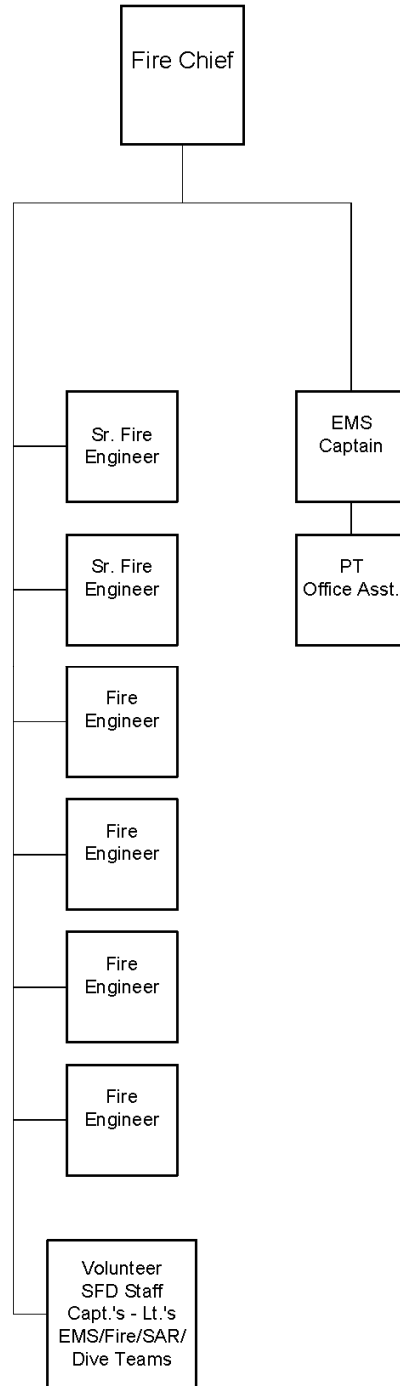 Fire Chief
Sr. Fire
Engineer
EMS
Captain
Sr. Fire
Engineer
PT
Office Asst.
Fire
Engineer
Fire
Engineer
Fire
Engineer
Fire
Engineer
Volunteer
SFD Staff
Capt.'s - Lt.'s
EMS/Fire/SAR/
Dive Teams